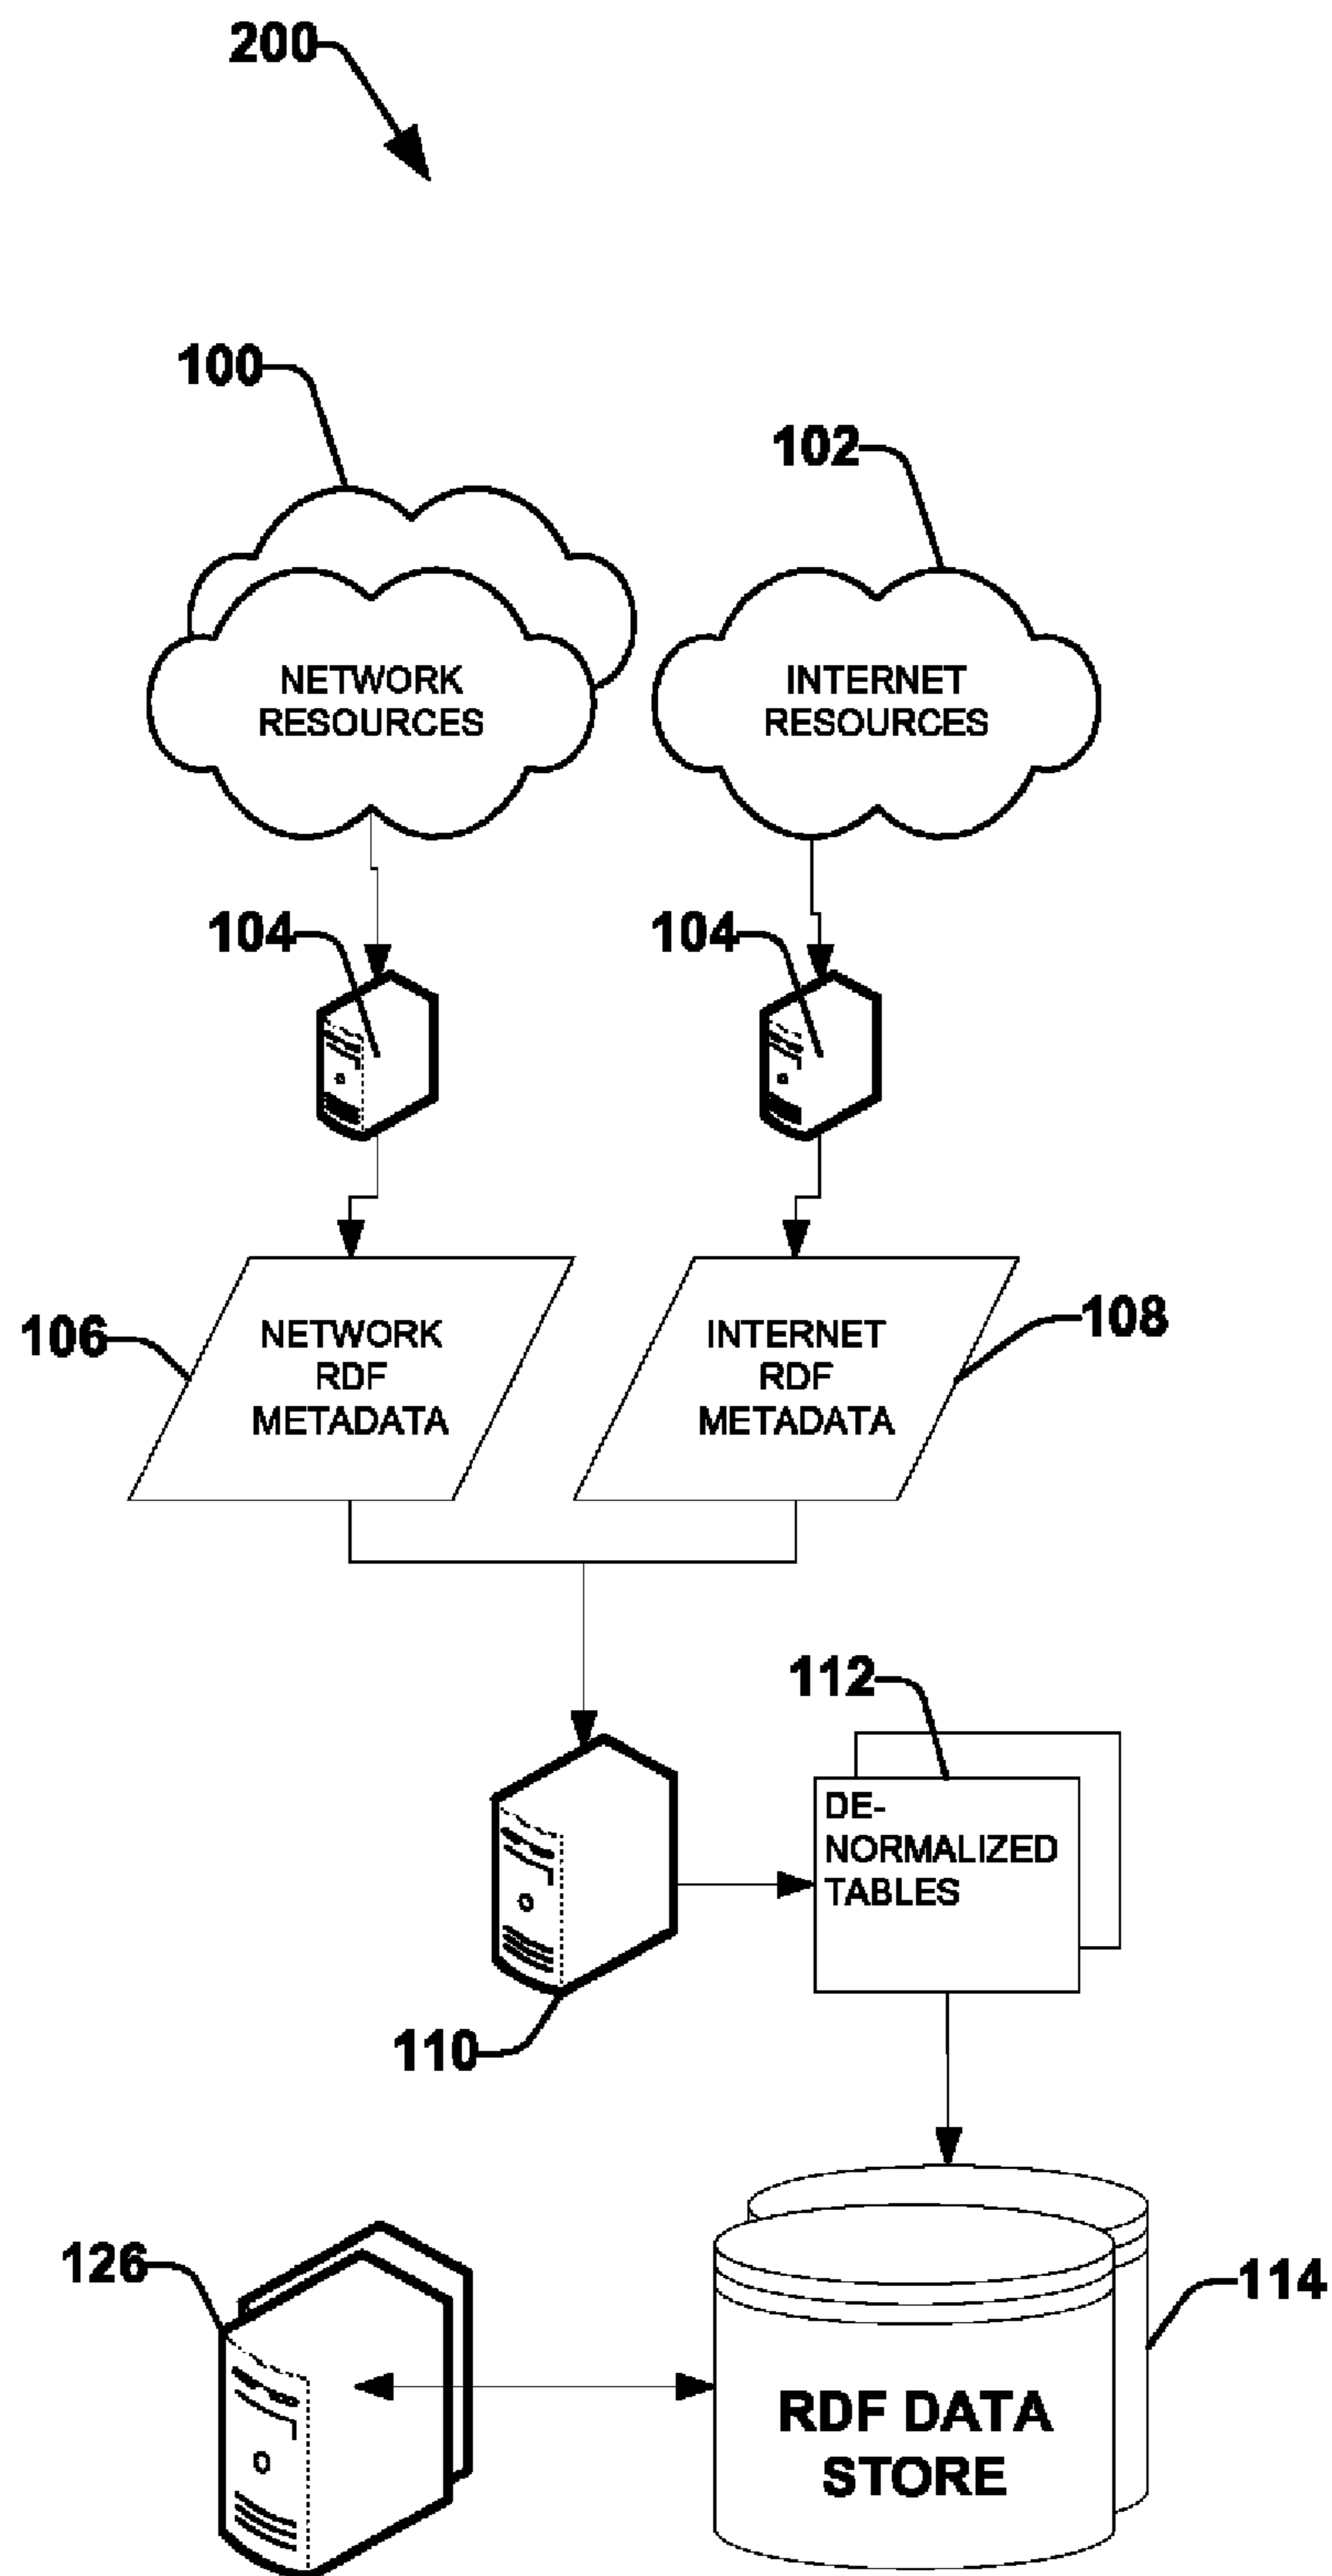 200
100
102
NETWORK
RESOURCES
INTERNET
RESOURCES
104
104
106
NETWORK
RDF
METADATA
INTERNET
RDF
METADATA
108
112
DE-
NORMALIZED
TABLES
110
126
114
RDF DATA
STORE